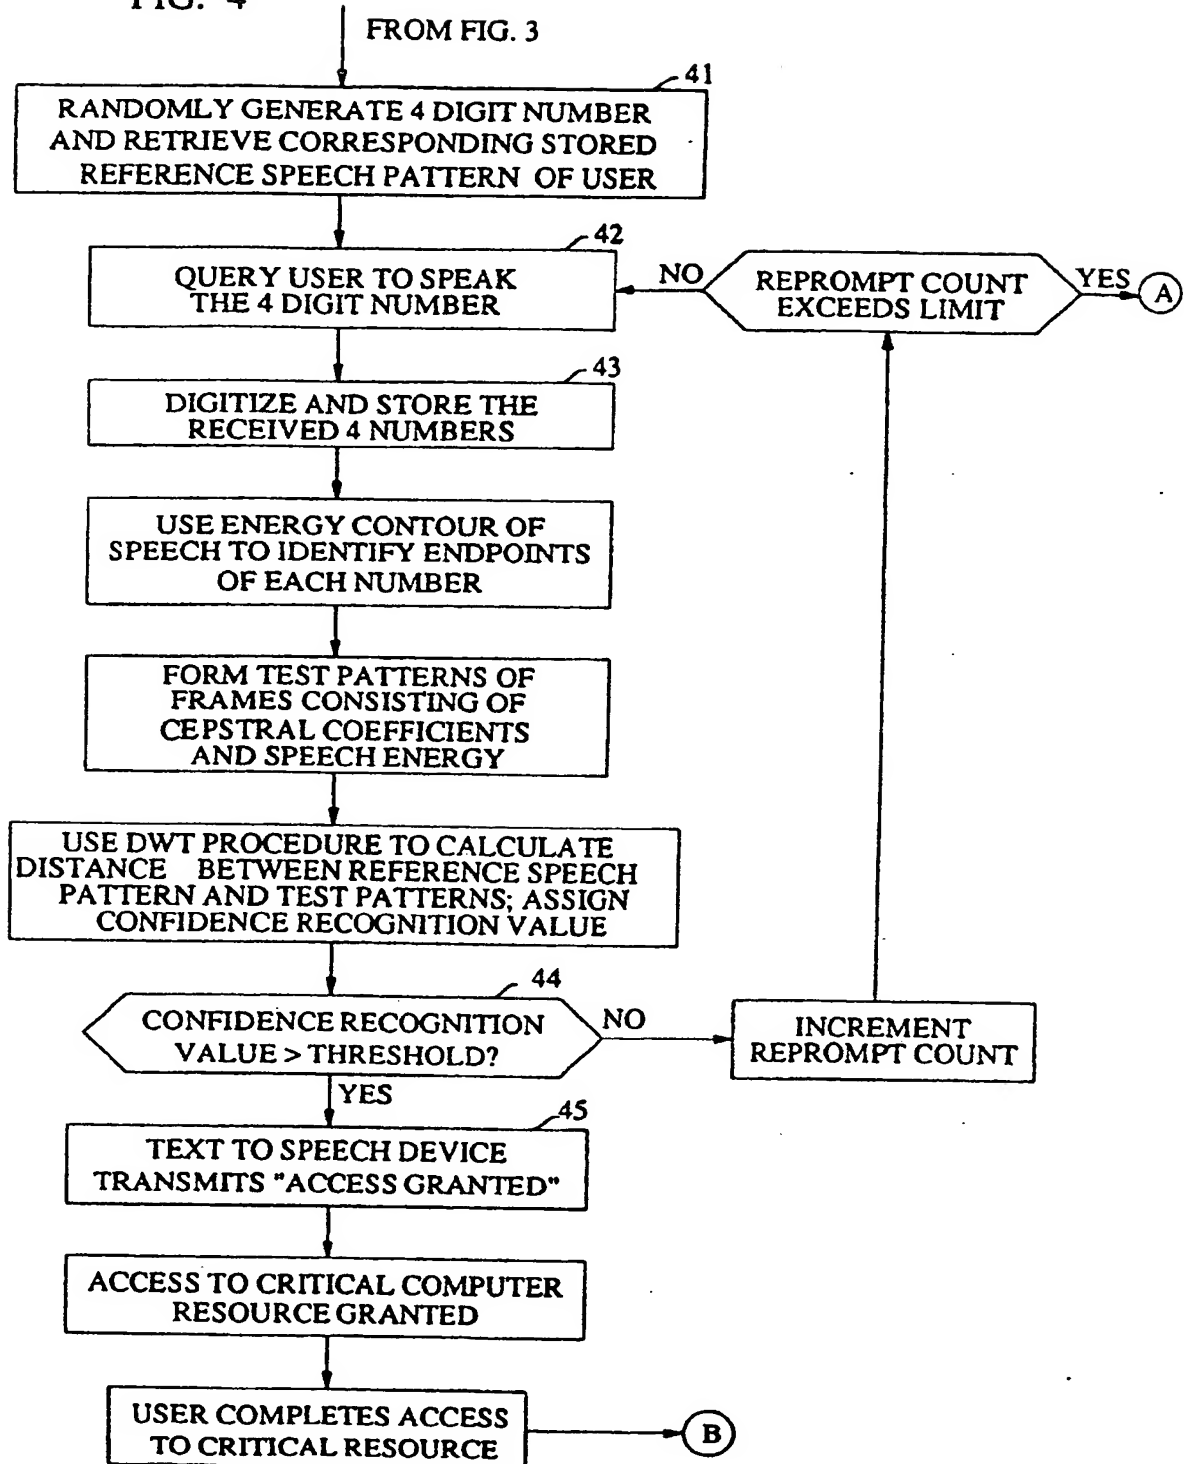 FIG. 4
FROM FIG. 3
41
RANDOMLY GENERATE 4 DIGIT NUMBER
AND RETRIEVE CORRESPONDING STORED
REFERENCE SPEECH PATTERN OF USER
42
QUERY USER TO SPEAK
THE 4 DIGIT NUMBER
NO
REPROMPT COUNT
EXCEEDS LIMIT
YES
A
43
DIGITIZE AND STORE THE
RECEIVED 4 NUMBERS
USE ENERGY CONTOUR OF
SPEECH TO IDENTIFY ENDPOINTS
OF EACH NUMBER
FORM TEST PATTERNS OF
FRAMES CONSISTING OF
CEPSTRAL COEFFICIENTS
AND SPEECH ENERGY
USE DWT PROCEDURE TO CALCULATE
DISTANCE BETWEEN REFERENCE SPEECH
PATTERN AND TEST PATTERNS; ASSIGN
CONFIDENCE RECOGNITION VALUE
44
CONFIDENCE RECOGNITION
VALUE > THRESHOLD?
NO
INCREMENT
REPROMPT COUNT
YES
45
TEXT TO SPEECH DEVICE
TRANSMITS "ACCESS GRANTED"
ACCESS TO CRITICAL COMPUTER
RESOURCE GRANTED
USER COMPLETES ACCESS
TO CRITICAL RESOURCE
B